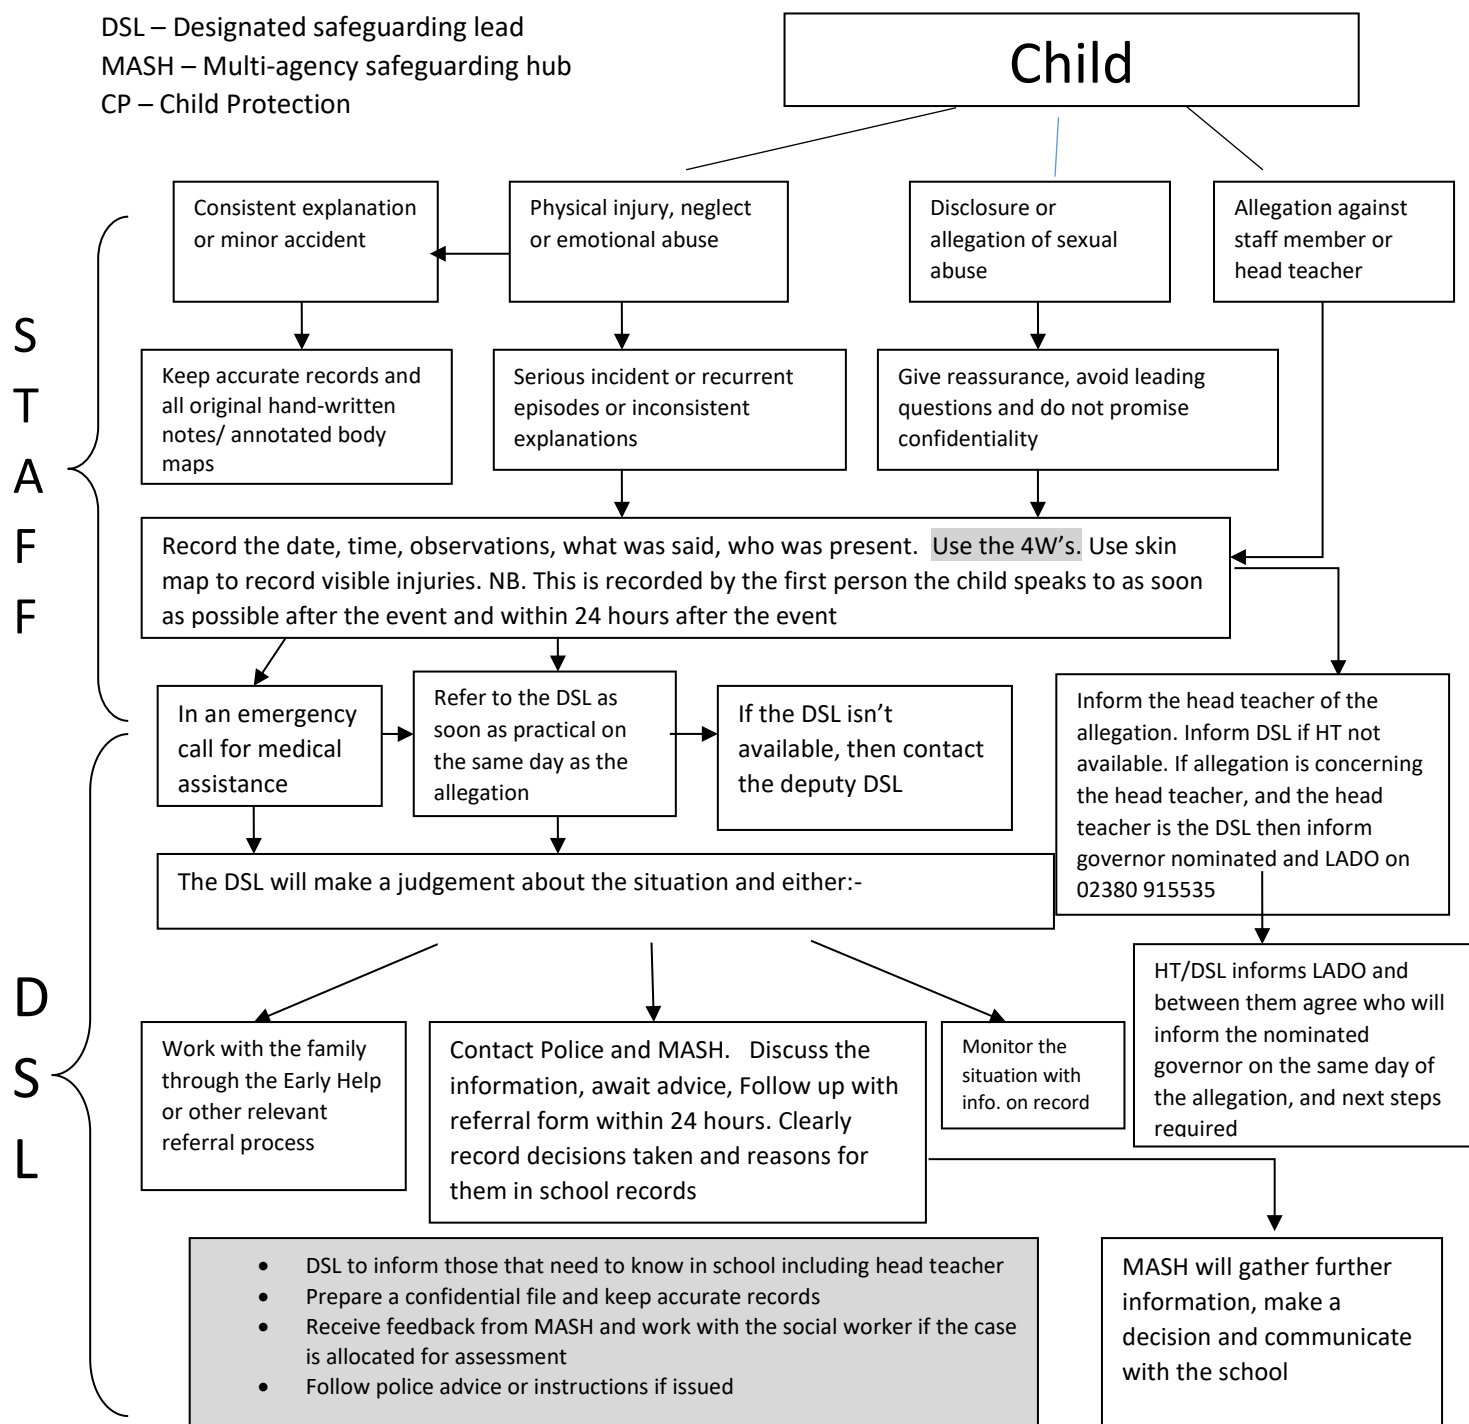 DSL – Designated safeguarding lead
MASH – Multi-agency safeguarding hub
CP – Child Protection
Child
Consistent explanation
or minor accident
Physical injury, neglect
or emotional abuse
Disclosure or
allegation of sexual
abuse
Allegation against
staff member or
head teacher
S
T
A
F
F
Keep accurate records and
all original hand-written
notes/ annotated body
maps
Serious incident or recurrent
episodes or inconsistent
explanations
Give reassurance, avoid leading
questions and do not promise
confidentiality
Record the date, time, observations, what was said, who was present.  Use the 4W's. Use skin
map to record visible injuries. NB. This is recorded by the first person the child speaks to as soon
as possible after the event and within 24 hours after the event
In an emergency
call for medical
assistance
Refer to the DSL as
soon as practical on
the same day as the
allegation
If the DSL isn't
available, then contact
the deputy DSL
Inform the head teacher of the
allegation. Inform DSL if HT not
available. If allegation is concerning
the head teacher, and the head
teacher is the DSL then inform
governor nominated and LADO on
02380 915535
The DSL will make a judgement about the situation and either:-
D
S
L
HT/DSL informs LADO and
between them agree who will
inform the nominated
governor on the same day of
the allegation, and next steps
required
Work with the family
through the Early Help
or other relevant
referral process
Contact Police and MASH.  Discuss the
information, await advice, Follow up with
referral form within 24 hours. Clearly
record decisions taken and reasons for
them in school records
Monitor the
situation with
info. on record
• DSL to inform those that need to know in school including head teacher
• Prepare a confidential file and keep accurate records
• Receive feedback from MASH and work with the social worker if the case
is allocated for assessment
• Follow police advice or instructions if issued
MASH will gather further
information, make a
decision and communicate
with the school